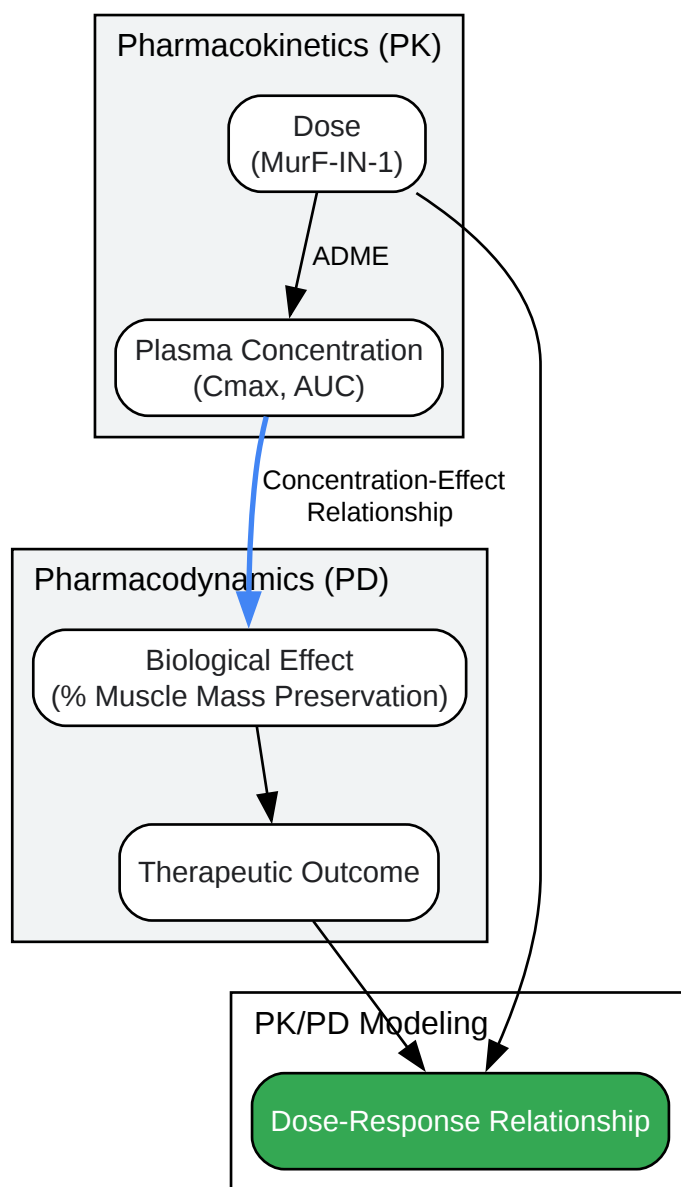 Pharmacokinetics (PK)
Dose
(MurF-IN-1)
ADME
Plasma Concentration
(Cmax, AUC)
Concentration-Effect
Relationship
Pharmacodynamics (PD)
Biological Effect
(% Muscle Mass Preservation)
Therapeutic Outcome
PK/PD Modeling
Dose-Response Relationship